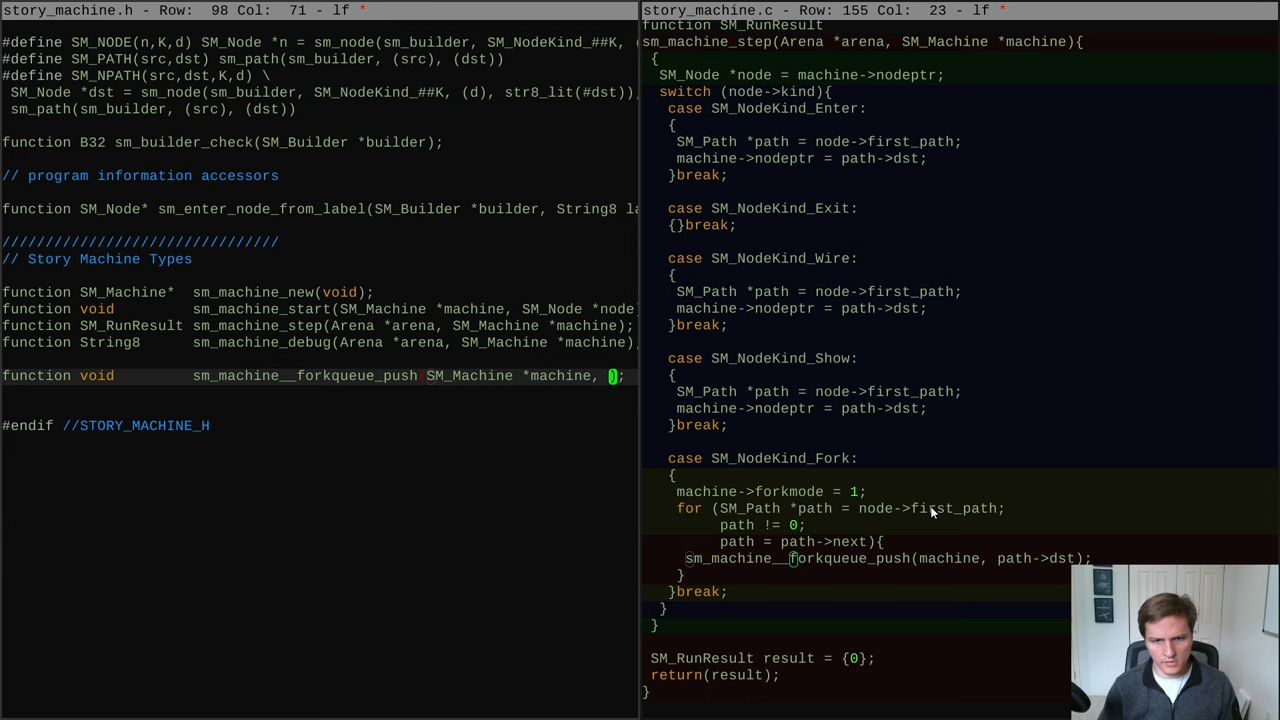 story_machine.h - Row:  98 Col:  71 - lf *
#define SM_NODE(n,K,d) SM_Node *n = sm_node(sm_builder, SM_NodeKind_##K, (
#define SM_PATH(src,dst) sm_path(sm_builder, (src), (dst))
#define SM_NPATH(src,dst,K,d) \
 SM_Node *dst = sm_node(sm_builder, SM_NodeKind_##K, (d), str8_lit(#dst)),
 sm_path(sm_builder, (src), (dst))
function B32 sm_builder_check(SM_Builder *builder);
// program information accessors
function SM_Node* sm_enter_node_from_label(SM_Builder *builder, String8 la
////////////////////////////////
// Story Machine Types
function SM_Machine*  sm_machine_new(void);
function void         sm_machine_start(SM_Machine *machine, SM_Node *node
function SM_RunResult sm_machine_step(Arena *arena, SM_Machine *machine);
function String8      sm_machine_debug(Arena *arena, SM_Machine *machine)
function void         sm_machine__forkqueue_push(SM_Machine *machine, );
#endif //STORY_MACHINE_H
story_machine.c - Row: 155 Col:  23 - lf *
function SM_RunResult
sm_machine_step(Arena *arena, SM_Machine *machine){
 {
  SM_Node *node = machine->nodeptr;
  switch (node->kind){
   case SM_NodeKind_Enter:
   {
    SM_Path *path = node->first_path;
    machine->nodeptr = path->dst;
   }break;
   case SM_NodeKind_Exit:
   {}break;
   case SM_NodeKind_Wire:
   {
    SM_Path *path = node->first_path;
    machine->nodeptr = path->dst;
   }break;
   case SM_NodeKind_Show:
   {
    SM_Path *path = node->first_path;
    machine->nodeptr = path->dst;
   }break;
   case SM_NodeKind_Fork:
   {
    machine->forkmode = 1;
    for (SM_Path *path = node->first_path;
         path != 0;
         path = path->next){
     sm_machine__forkqueue_push(machine, path->dst);
    }
   }break;
  }
 }
 SM_RunResult result = {0};
 return(result);
}